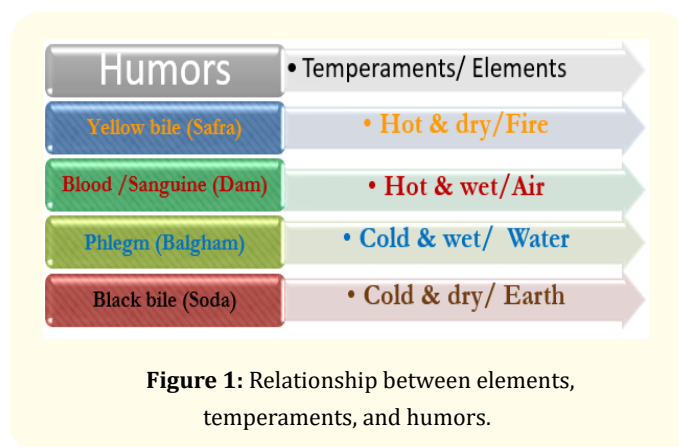 Humors • Temperaments/ Elements
Yellow bile (Safra) • Hot & dry/Fire
Blood /Sanguine (Dam) • Hot & wet/Air
Phlegm (Balgham) • Cold & wet/ Water
Black bile (Soda) • Cold & dry/ Earth
Figure 1: Relationship between elements,
temperaments, and humors.